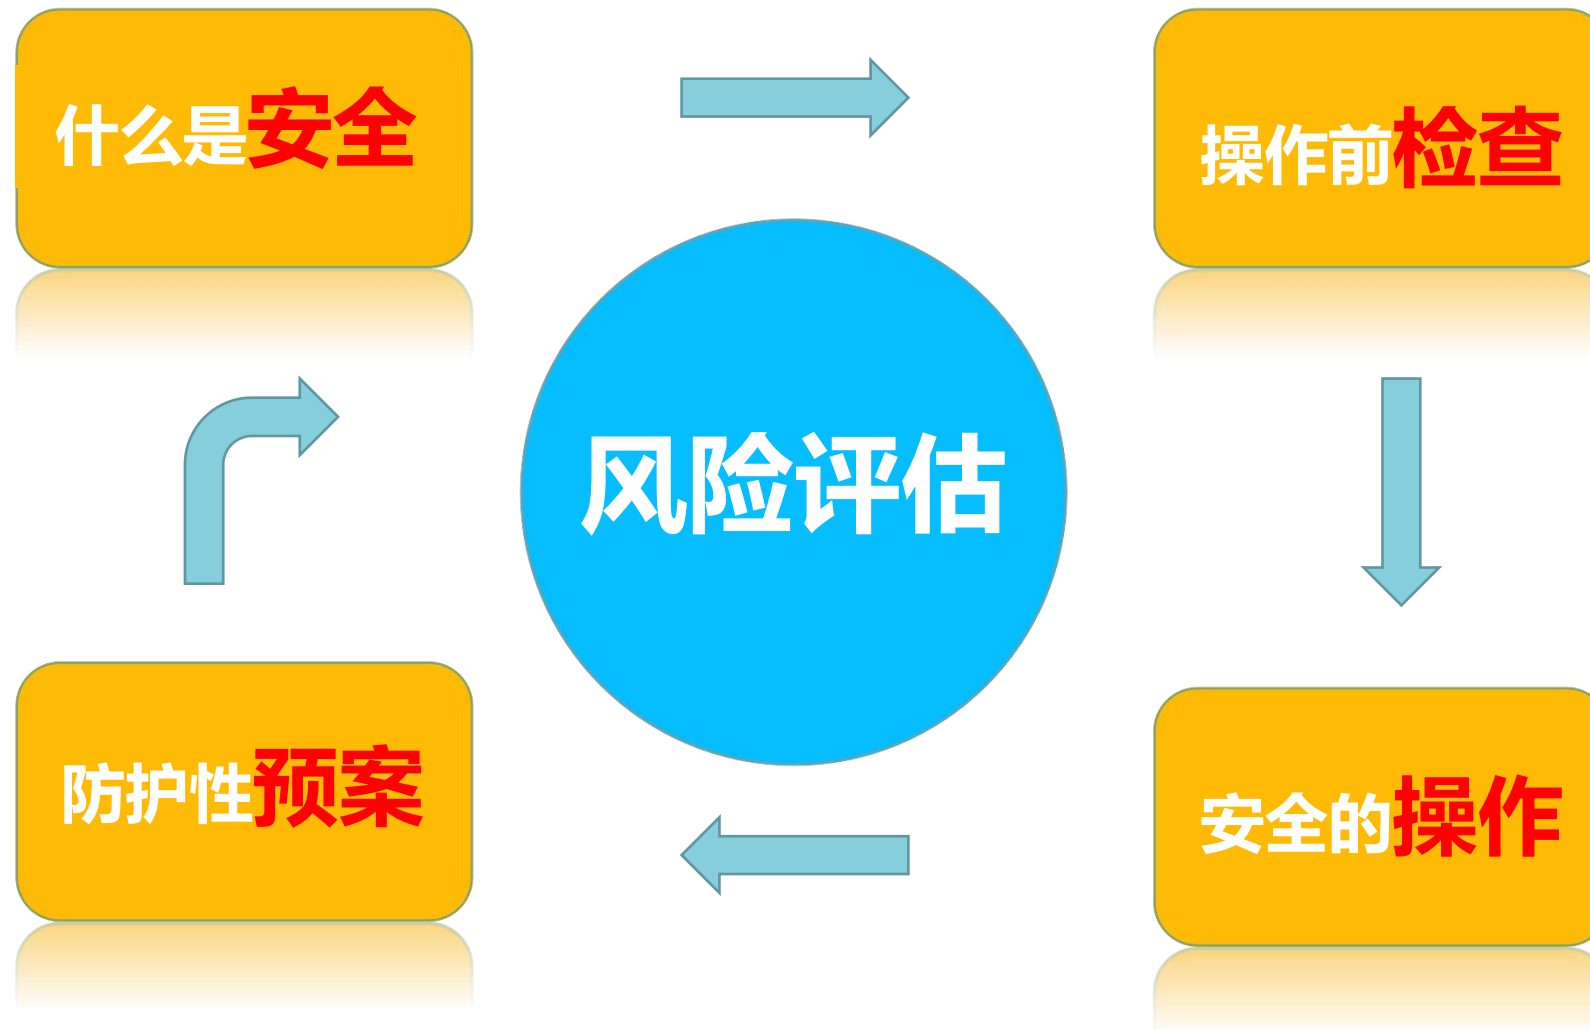 什么是安全
操作前检查
风险评估
防护性预案
安全的操作